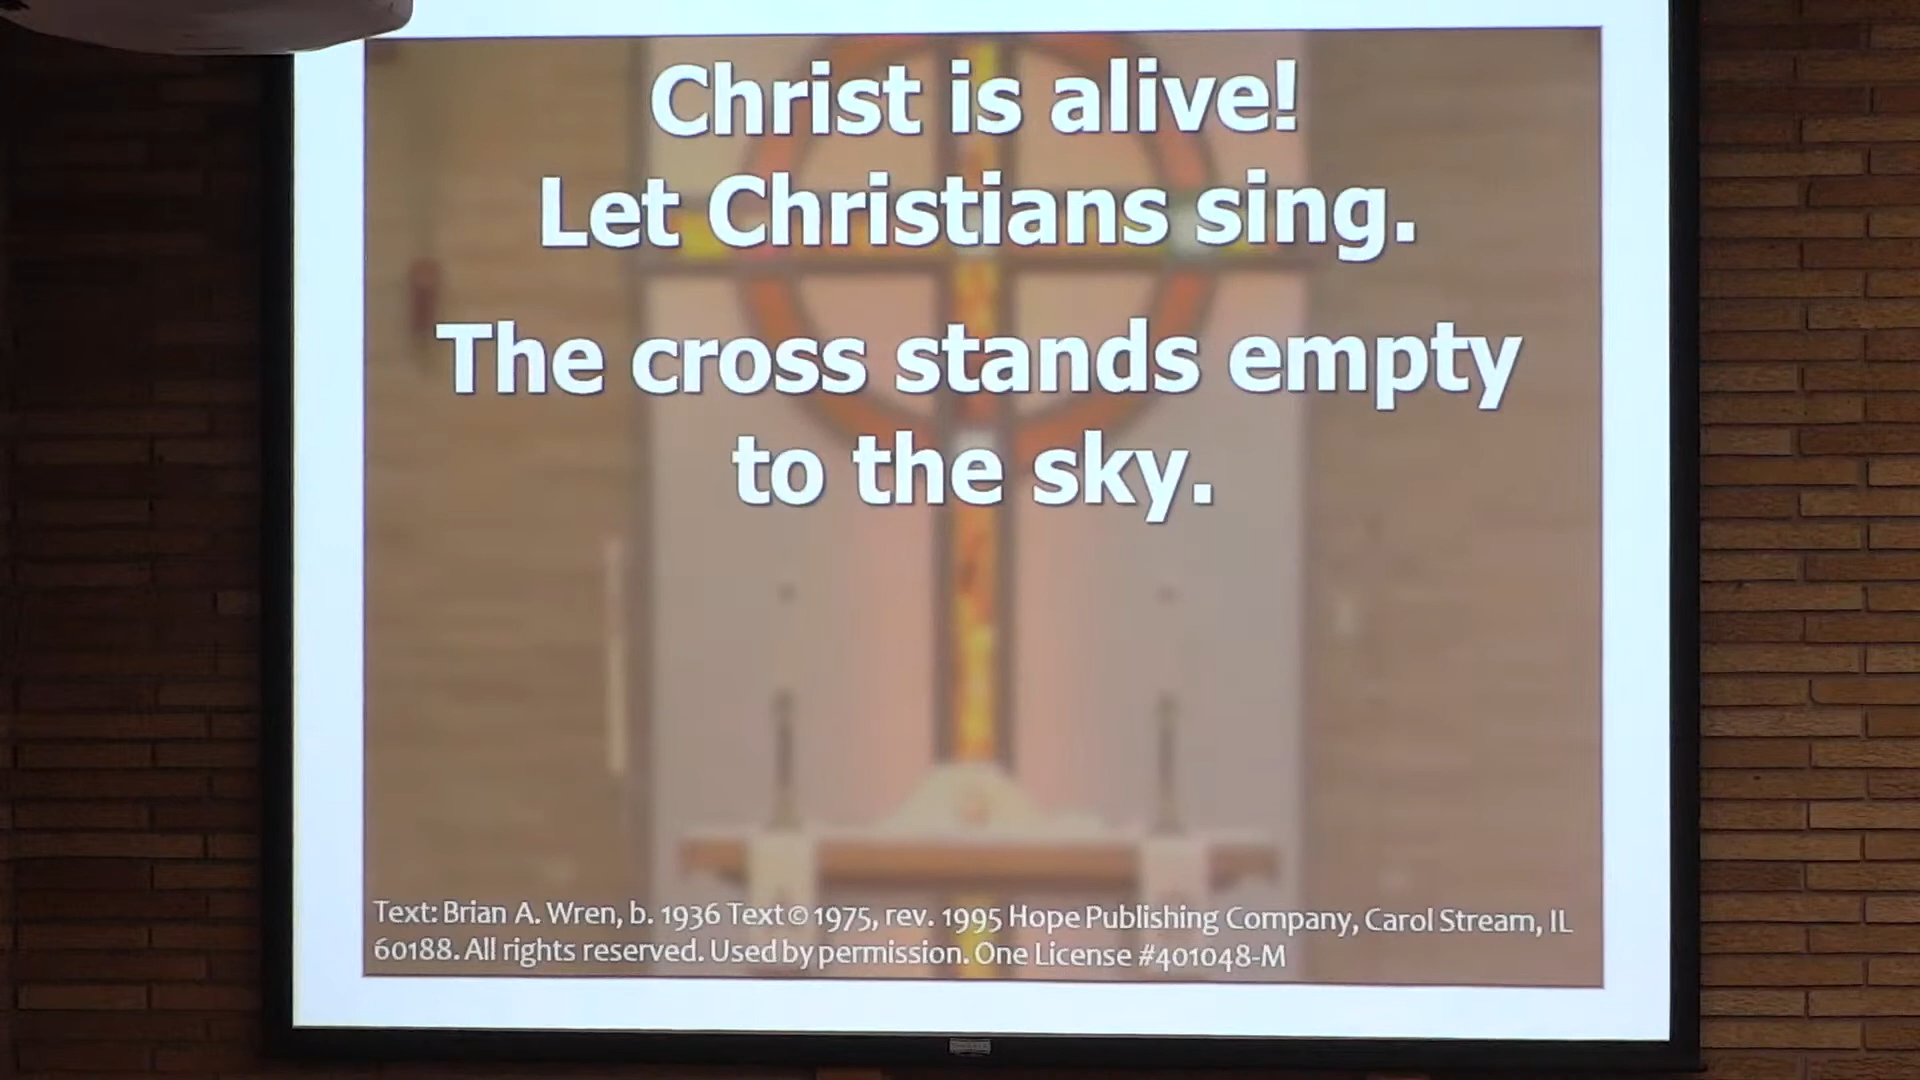 Christ is alive!
Let Christians sing.
The cross stands empty
to the sky.
Text: Brian A. Wren, b. 1936 Text © 1975, rev. 1995 Hope Publishing Company, Carol Stream, IL
60188. All rights reserved. Used by permission. One License #401048-M